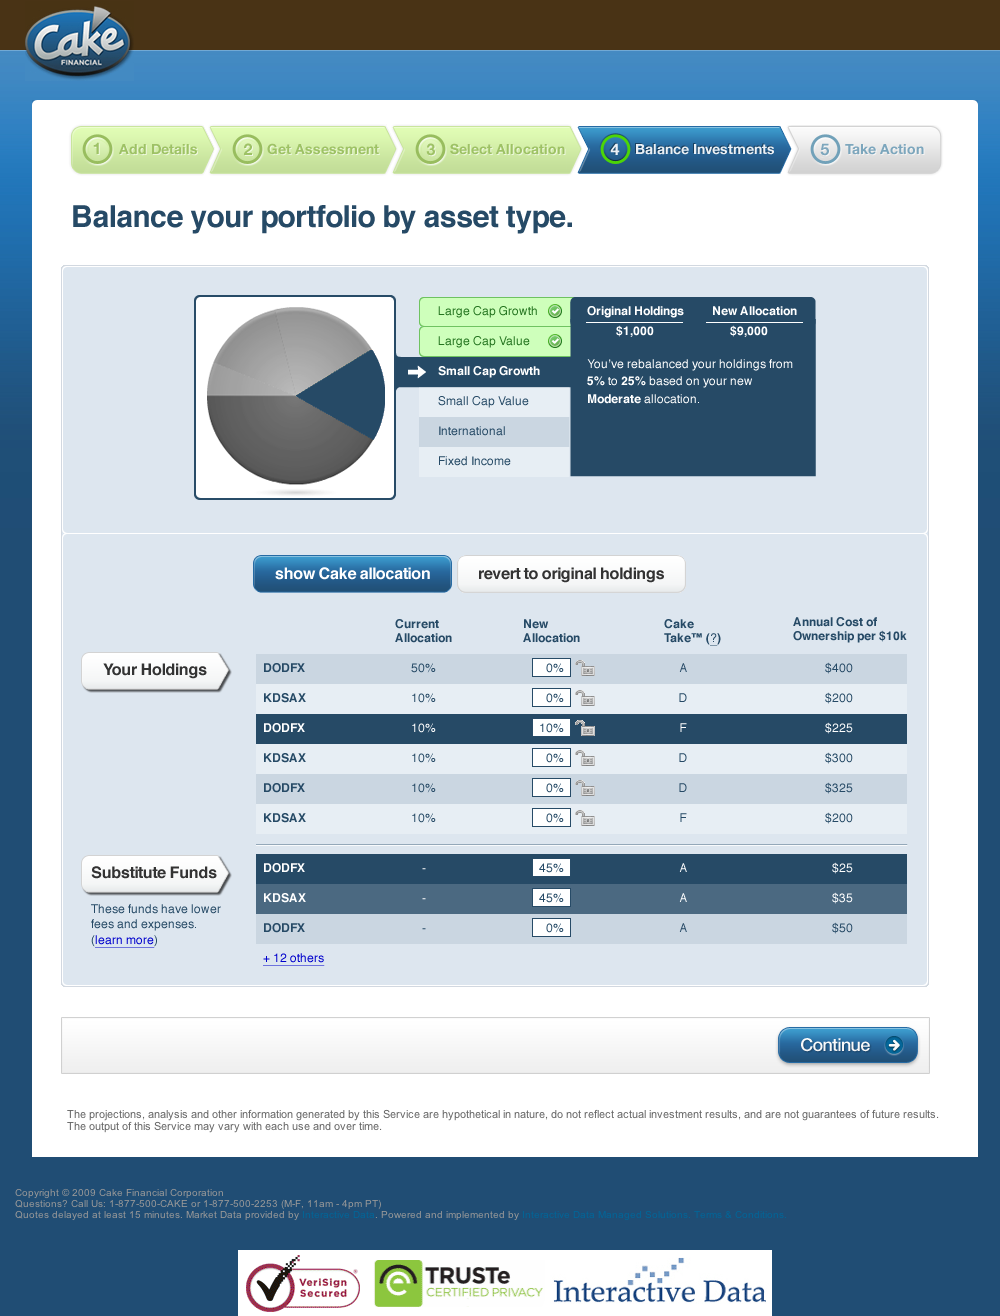 Cake
FINANCIAL
1 Add Details 2 Get Assessment 3 Select Allocation 4 Balance Investments 5 Take Action
Balance your portfolio by asset type.
Large Cap Growth
Large Cap Value
Small Cap Growth
Small Cap Value
International
Fixed Income
Original Holdings New Allocation
$1,000 $9,000
You've rebalanced your holdings from
5% to 25% based on your new
Moderate allocation.
show Cake allocation revert to original holdings
Current Allocation New Allocation Cake Take™ (?) Annual Cost of Ownership per $10k
Your Holdings
DODFX 50% 0% A $400
KDSAX 10% 0% D $200
DODFX 10% 10% F $225
KDSAX 10% 0% D $300
DODFX 10% 0% D $325
KDSAX 10% 0% F $200
Substitute Funds
These funds have lower
fees and expenses.
(learn more)
DODFX - 45% A $25
KDSAX - 45% A $35
DODFX - 0% A $50
+ 12 others
Continue
The projections, analysis and other information generated by this Service are hypothetical in nature, do not reflect actual investment results, and are not guarantees of future results.
The output of this Service may vary with each use and over time.
Copyright © 2009 Cake Financial Corporation
Questions? Call Us: 1-877-500-CAKE or 1-877-500-2253 (M-F, 11am - 4pm PT)
Quotes delayed at least 15 minutes. Market Data provided by Interactive Data. Powered and implemented by Interactive Data Managed Solutions. Terms & Conditions
VeriSign
Secured
TRUSTe
CERTIFIED PRIVACY
Interactive Data